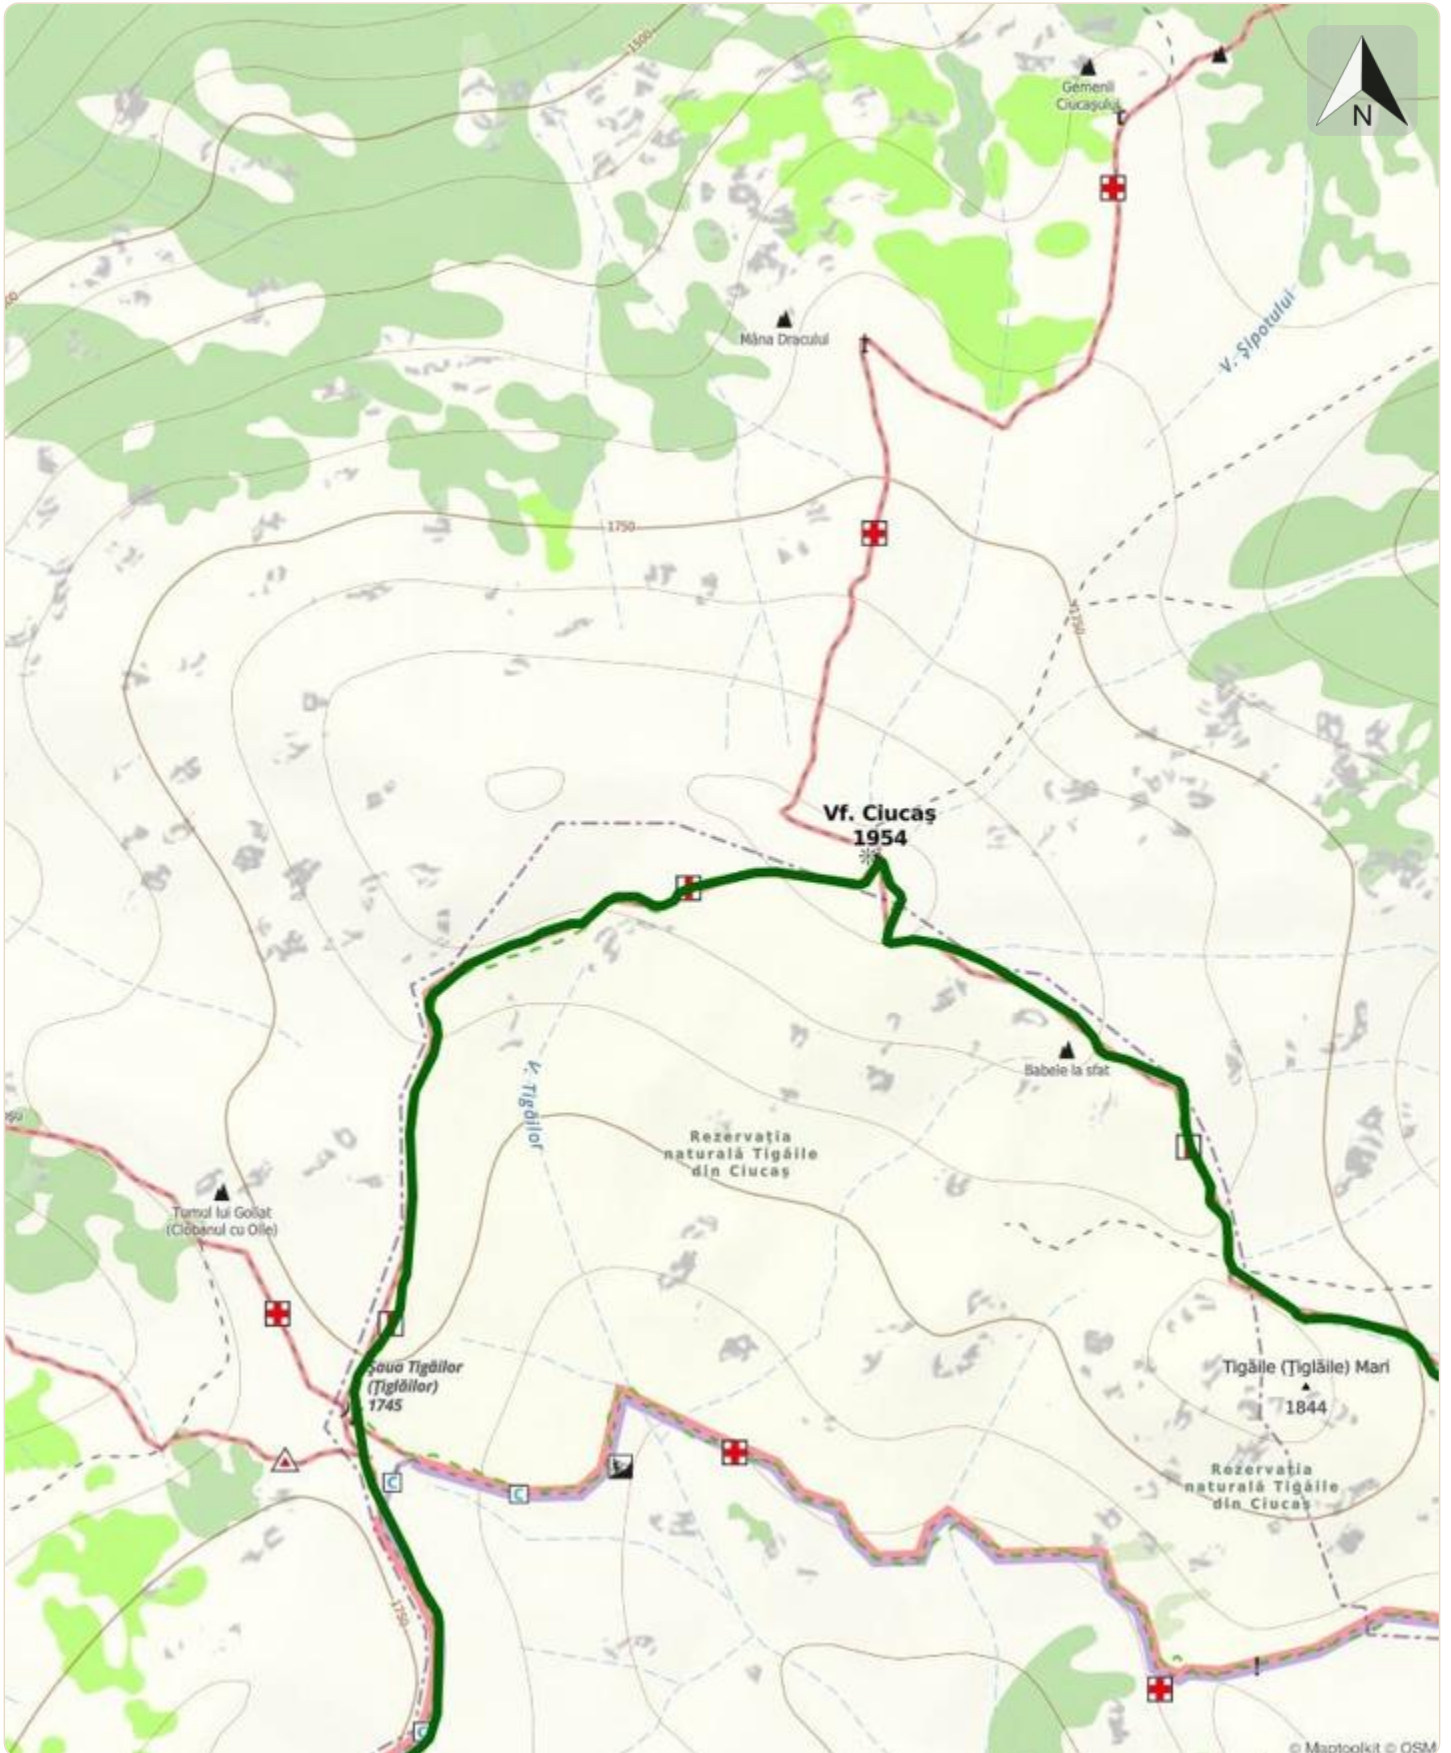 1500
Gemenii
Ciucașului
N
V. Șipotului
Mâna Dracului
1750
1750
Vf. Ciucaș
1954
V. Tigăilor
Babele la sfat
Rezervația
naturală Tigăile
din Ciucaș
Turnul lui Goliat
(Ciobanul cu Oile)
Șaua Tigăilor
(Țiglăilor)
1745
Tigăile (Țiglăile) Mari
1844
C
C
Rezervația
naturală Tigăile
din Ciucaș
1750
C
© Maptoolkit © OSM